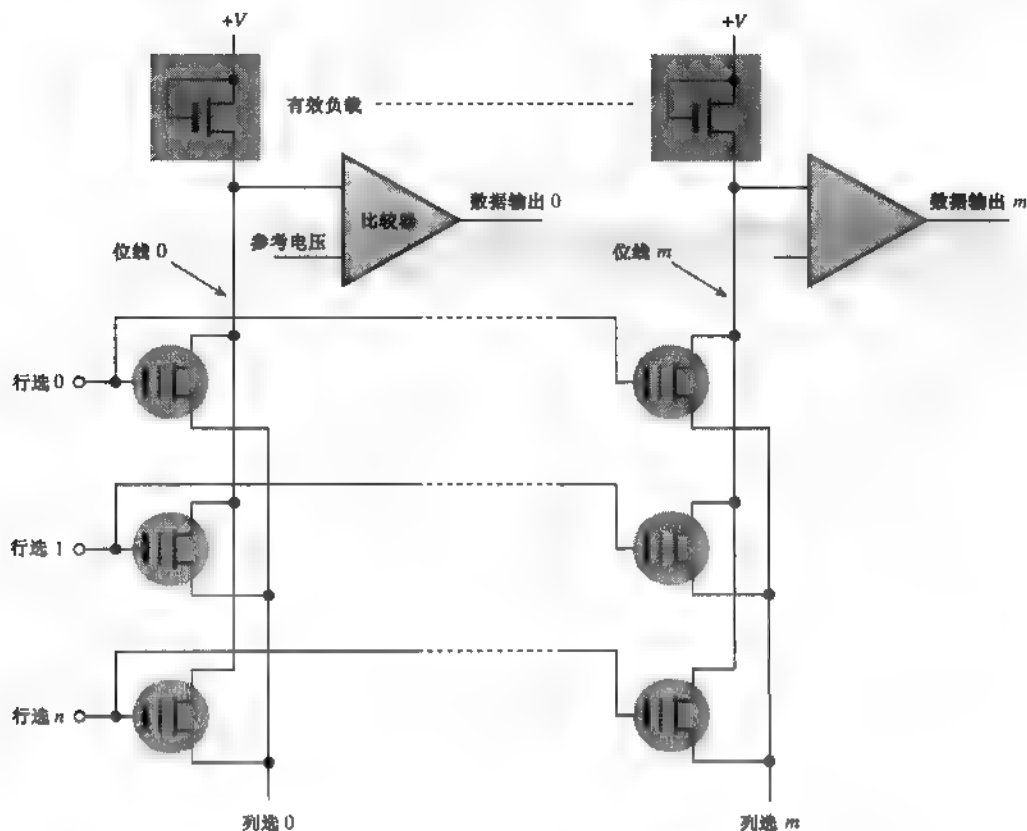 +V
+V
有效负载
数据输出 0
数据输出 m
比较器
参考电压
位线 0
位线 m
行选 0
行选 1
行选 n
列选 0
列选 m